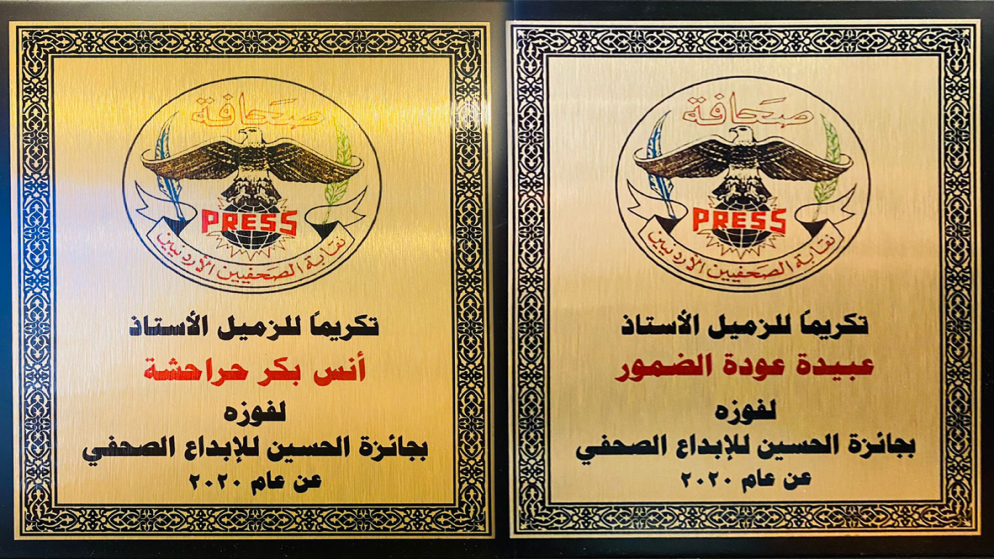 صحافة
PRESS
نقابة الصحفيين الأردنيين
تكريماً للزميل الأستاذ
أنس بكر حراحشة
لفوزه
بجائزة الحسين للإبداع الصحفي
عن عام ٢٠٢٠
صحافة
PRESS
نقابة الصحفيين الأردنيين
تكريماً للزميل الأستاذ
عبيدة عودة الضمور
لفوزه
بجائزة الحسين للإبداع الصحفي
عن عام ٢٠٢٠